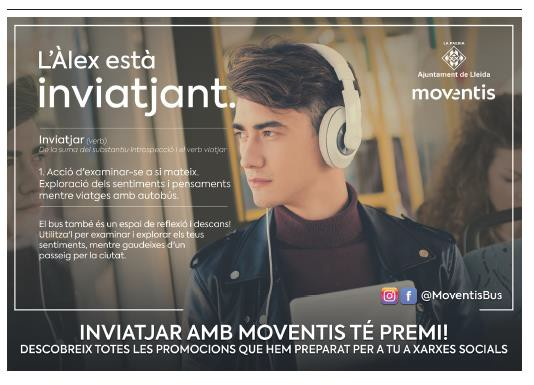 L'Àlex està
inviatjant.
Inviatjar (verb)
De la suma del substantiu Introspecció i el verb viatjar
1. Acció d'examinar-se a si mateix.
Exploració dels sentiments i pensaments
mentre viatges amb autobús.
El bus també és un espai de reflexió i descans!
Utilitza'l per examinar i explorar els teus
sentiments, mentre gaudeixes d'un
passeig per la ciutat.
LA PAERIA
Ajuntament de Lleida
moventis
@MoventisBus
INVIATJAR AMB MOVENTIS TÉ PREMI!
DESCOBREIX TOTES LES PROMOCIONS QUE HEM PREPARAT PER A TU A XARXES SOCIALS